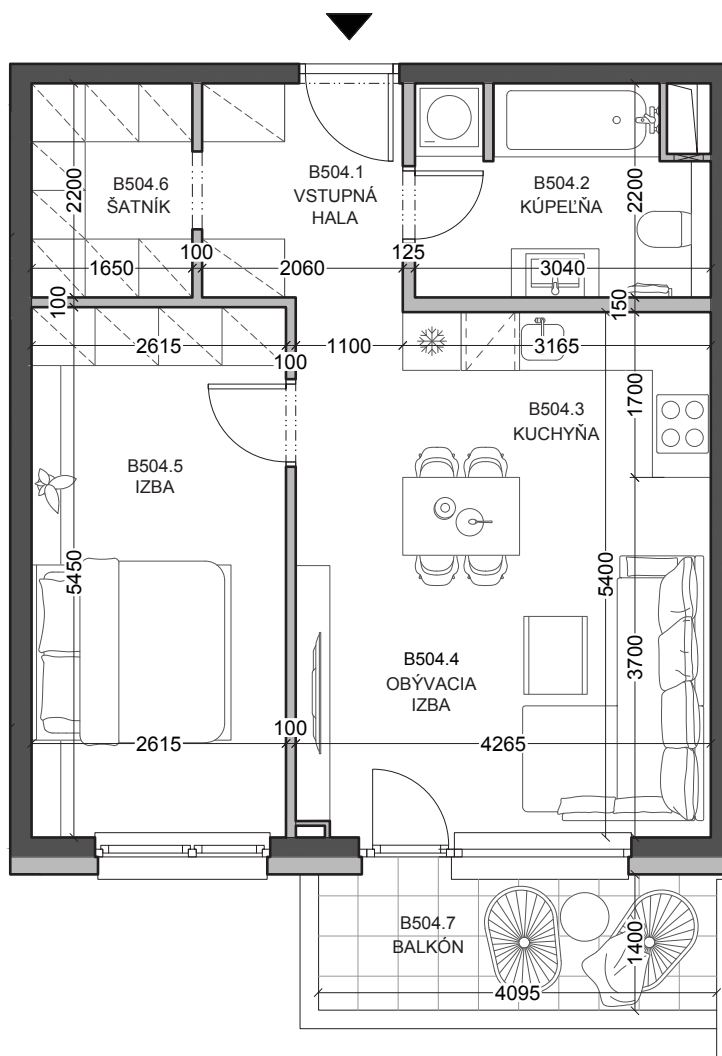 B504.6
ŠATNÍK
B504.1
VSTUPNÁ
HALA
B504.2
KÚPEĽŇA
2200
2200
100
125
1650
2060
3040
100
150
2615
100
1100
3165
B504.3
KUCHYŇA
1700
B504.5
IZBA
5450
5400
B504.4
OBÝVACIA
IZBA
3700
2615
100
4265
B504.7
BALKÓN
1400
4095